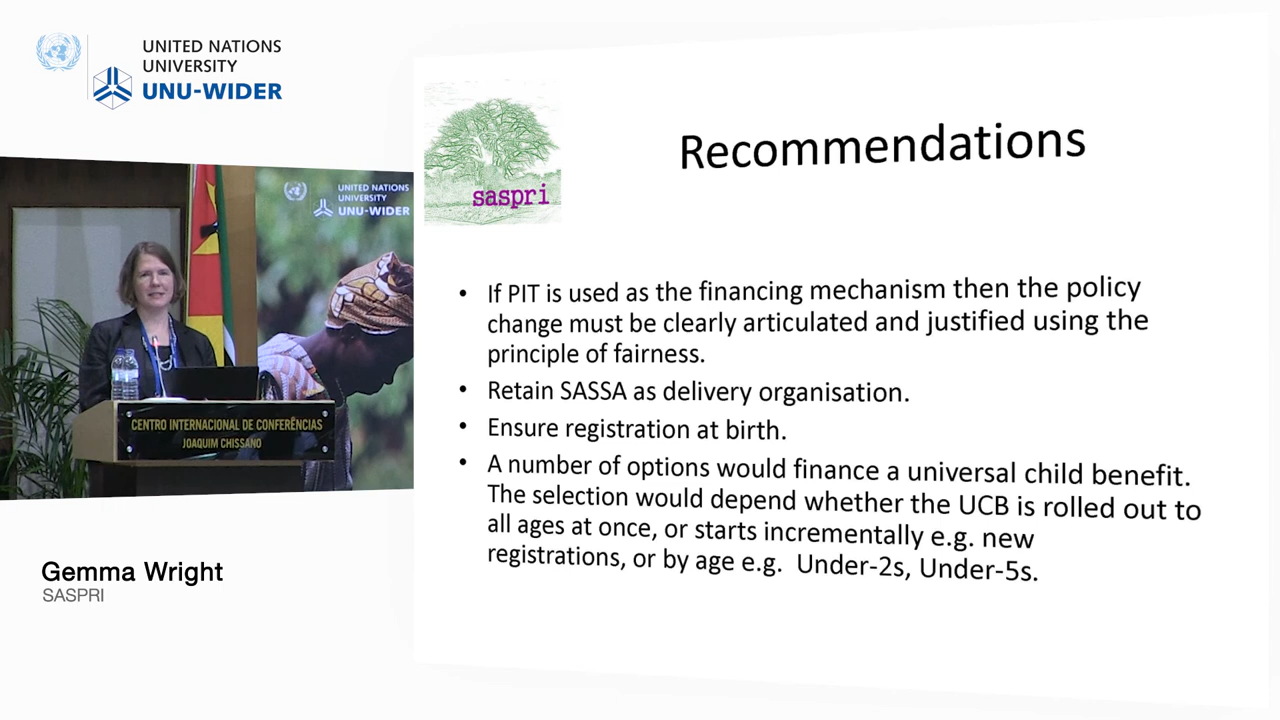 UNITED NATIONS
UNIVERSITY
UNU-WIDER
UNITED NATIONS
UNIVERSITY
UNU-WIDER
CENTRO INTERNACIONAL DE CONFERÊNCIAS
JOAQUIM CHISSANO
Gemma Wright
SASPRI
saspri
Recommendations
• If PIT is used as the financing mechanism then the policy
change must be clearly articulated and justified using the
principle of fairness.
• Retain SASSA as delivery organisation.
• Ensure registration at birth.
• A number of options would finance a universal child benefit.
The selection would depend whether the UCB is rolled out to
all ages at once, or starts incrementally e.g. new
registrations, or by age e.g. Under-2s, Under-5s.